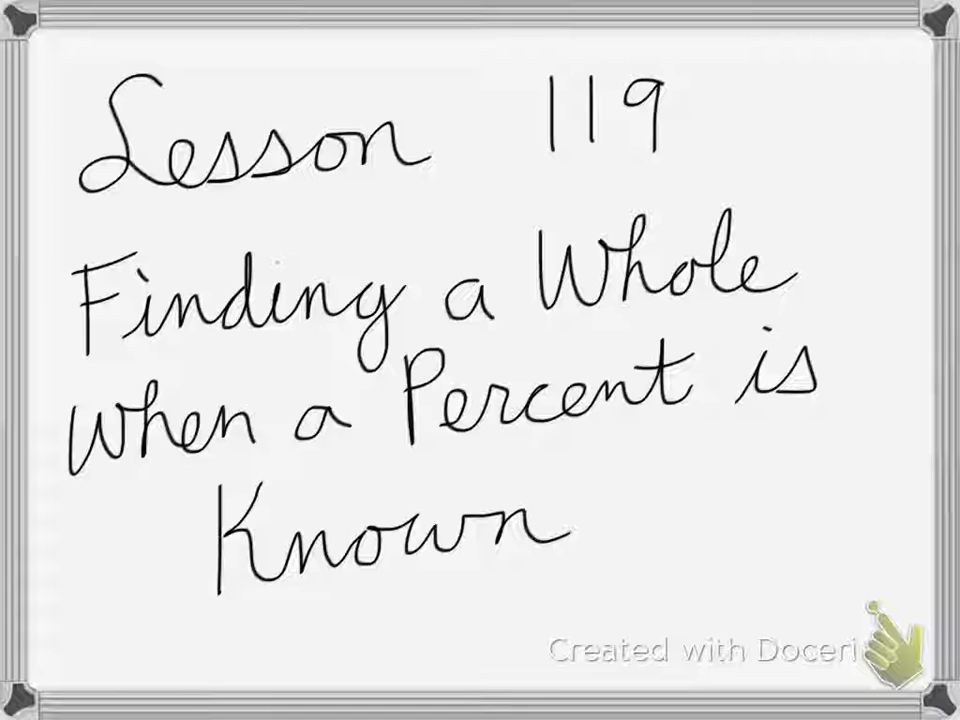 Lesson 119
Finding a Whole
When a Percent is
Known
Created with Doceri